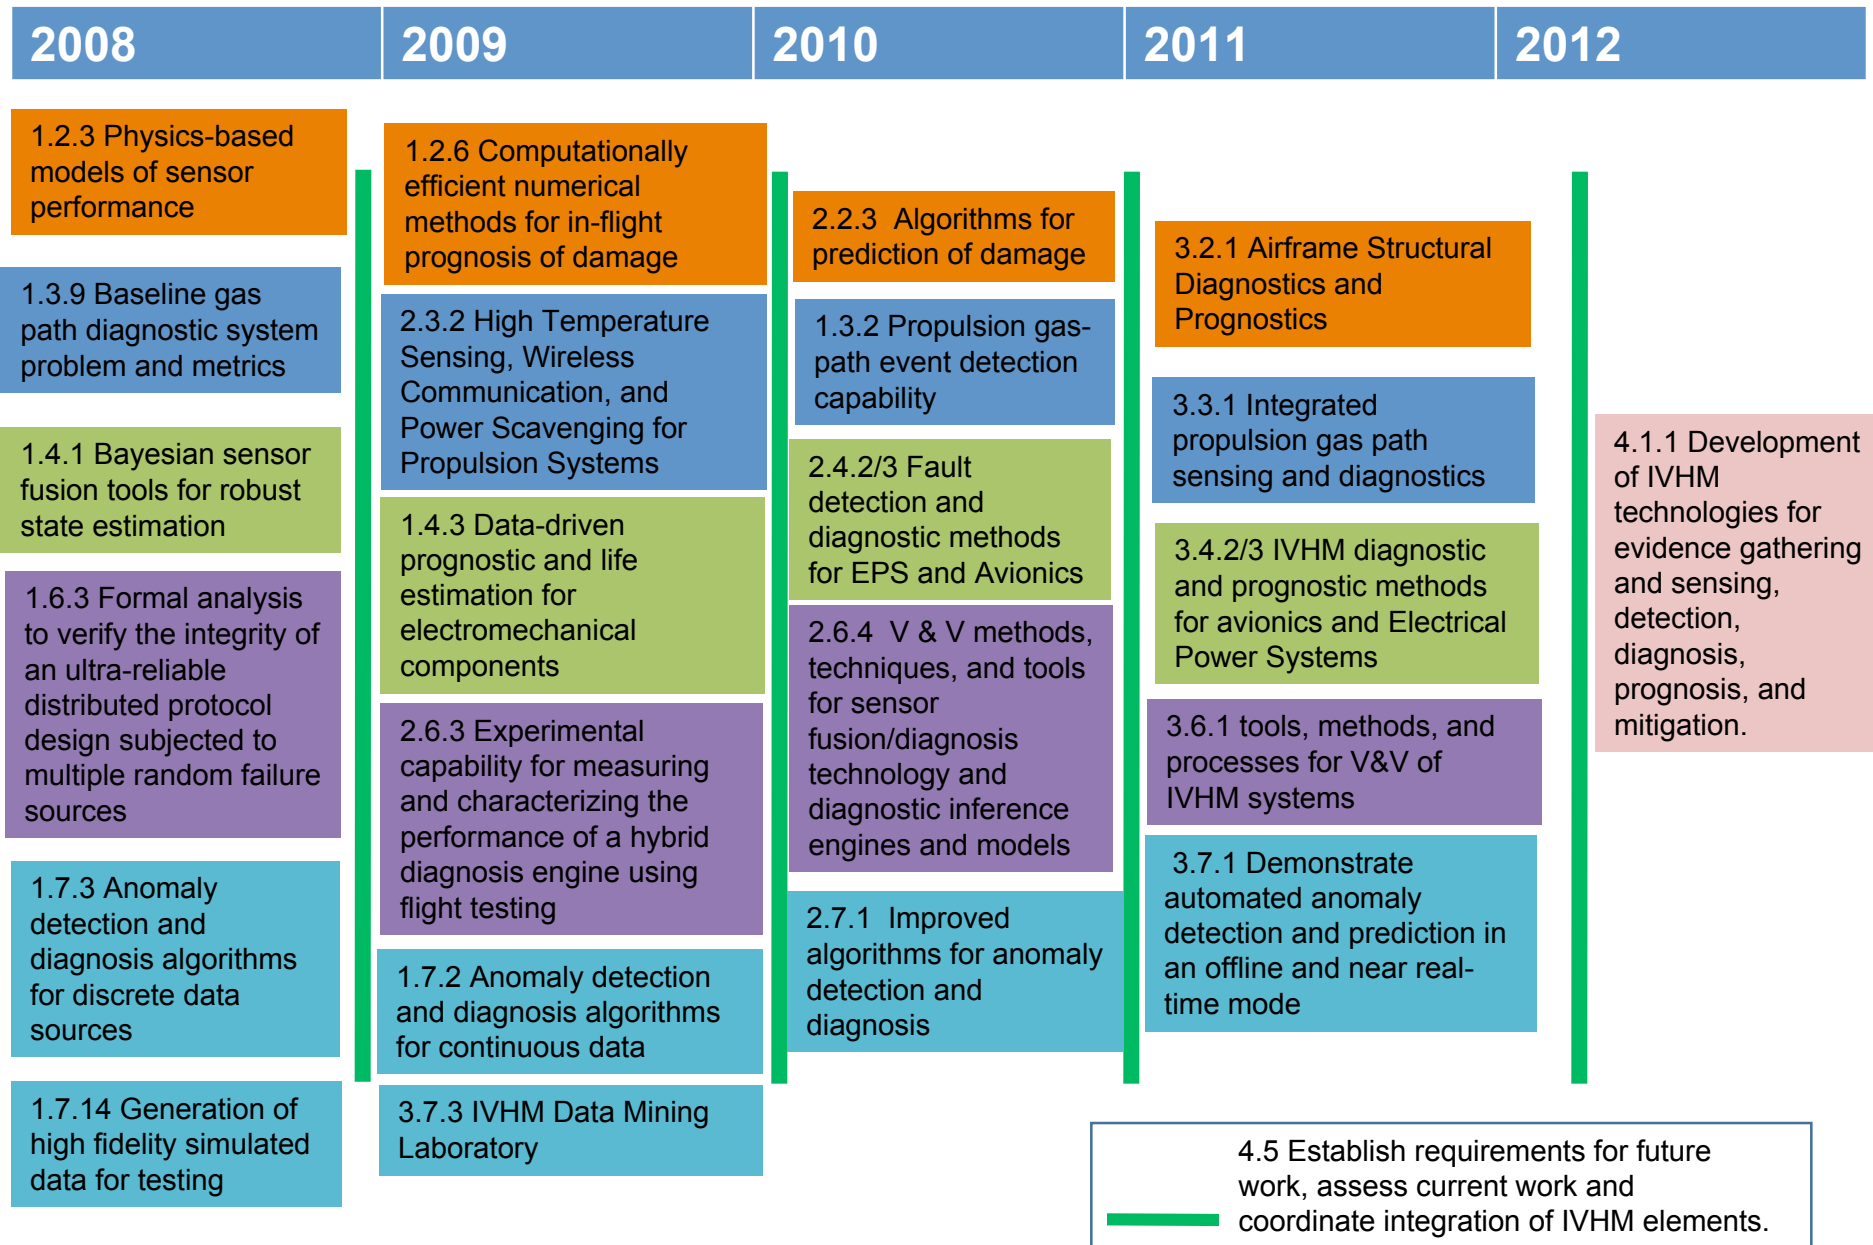 2008
2009
2010
2011
2012
1.2.3 Physics-based
models of sensor
performance
1.3.9 Baseline gas
path diagnostic system
problem and metrics
1.4.1 Bayesian sensor
fusion tools for robust
state estimation
1.6.3 Formal analysis
to verify the integrity of
an ultra-reliable
distributed protocol
design subjected to
multiple random failure
sources
1.7.3 Anomaly
detection and
diagnosis algorithms
for discrete data
sources
1.7.14 Generation of
high fidelity simulated
data for testing
1.2.6 Computationally
efficient numerical
methods for in-flight
prognosis of damage
2.3.2 High Temperature
Sensing, Wireless
Communication, and
Power Scavenging for
Propulsion Systems
1.4.3 Data-driven
prognostic and life
estimation for
electromechanical
components
2.6.3 Experimental
capability for measuring
and characterizing the
performance of a hybrid
diagnosis engine using
flight testing
1.7.2 Anomaly detection
and diagnosis algorithms
for continuous data
3.7.3 IVHM Data Mining
Laboratory
2.2.3 Algorithms for
prediction of damage
1.3.2 Propulsion gas-
path event detection
capability
2.4.2/3 Fault
detection and
diagnostic methods
for EPS and Avionics
2.6.4 V & V methods,
techniques, and tools
for sensor
fusion/diagnosis
technology and
diagnostic inference
engines and models
2.7.1 Improved
algorithms for anomaly
detection and
diagnosis
3.2.1 Airframe Structural
Diagnostics and
Prognostics
3.3.1 Integrated
propulsion gas path
sensing and diagnostics
3.4.2/3 IVHM diagnostic
and prognostic methods
for avionics and Electrical
Power Systems
3.6.1 tools, methods, and
processes for V&V of
IVHM systems
3.7.1 Demonstrate
automated anomaly
detection and prediction in
an offline and near real-
time mode
4.1.1 Development
of IVHM
technologies for
evidence gathering
and sensing,
detection,
diagnosis,
prognosis, and
mitigation.
4.5 Establish requirements for future
work, assess current work and
coordinate integration of IVHM elements.